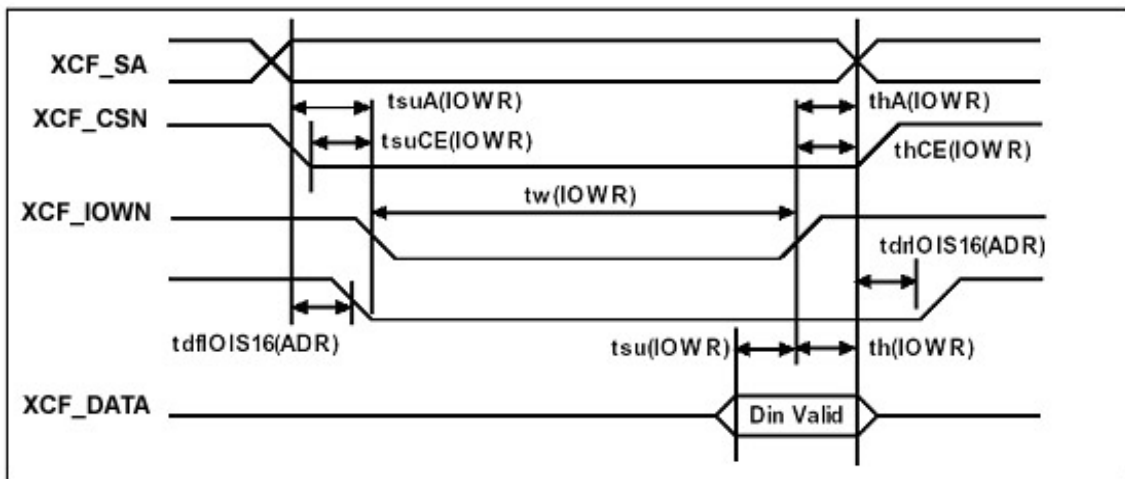 XCF_SA
tsuA(IOWR)
thA(IOWR)
XCF_CSN
tsuCE(IOWR)
thCE(IOWR)
tw(IOWR)
XCF_IOWN
tdrIOIS16(ADR)
tdfIOIS16(ADR)
tsu(IOWR)
th(IOWR)
XCF_DATA
Din Valid